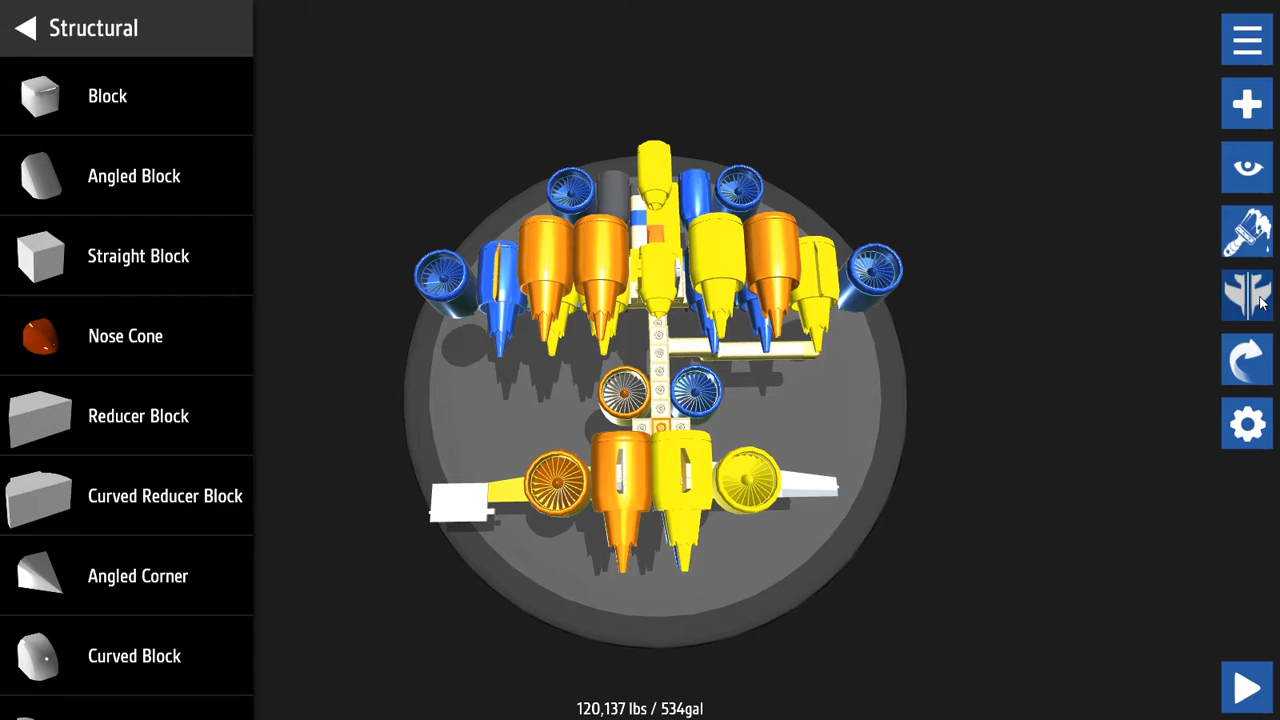 Structural
Block
Angled Block
Straight Block
Nose Cone
Reducer Block
Curved Reducer Block
Angled Corner
Curved Block
120,137 lbs / 534gal